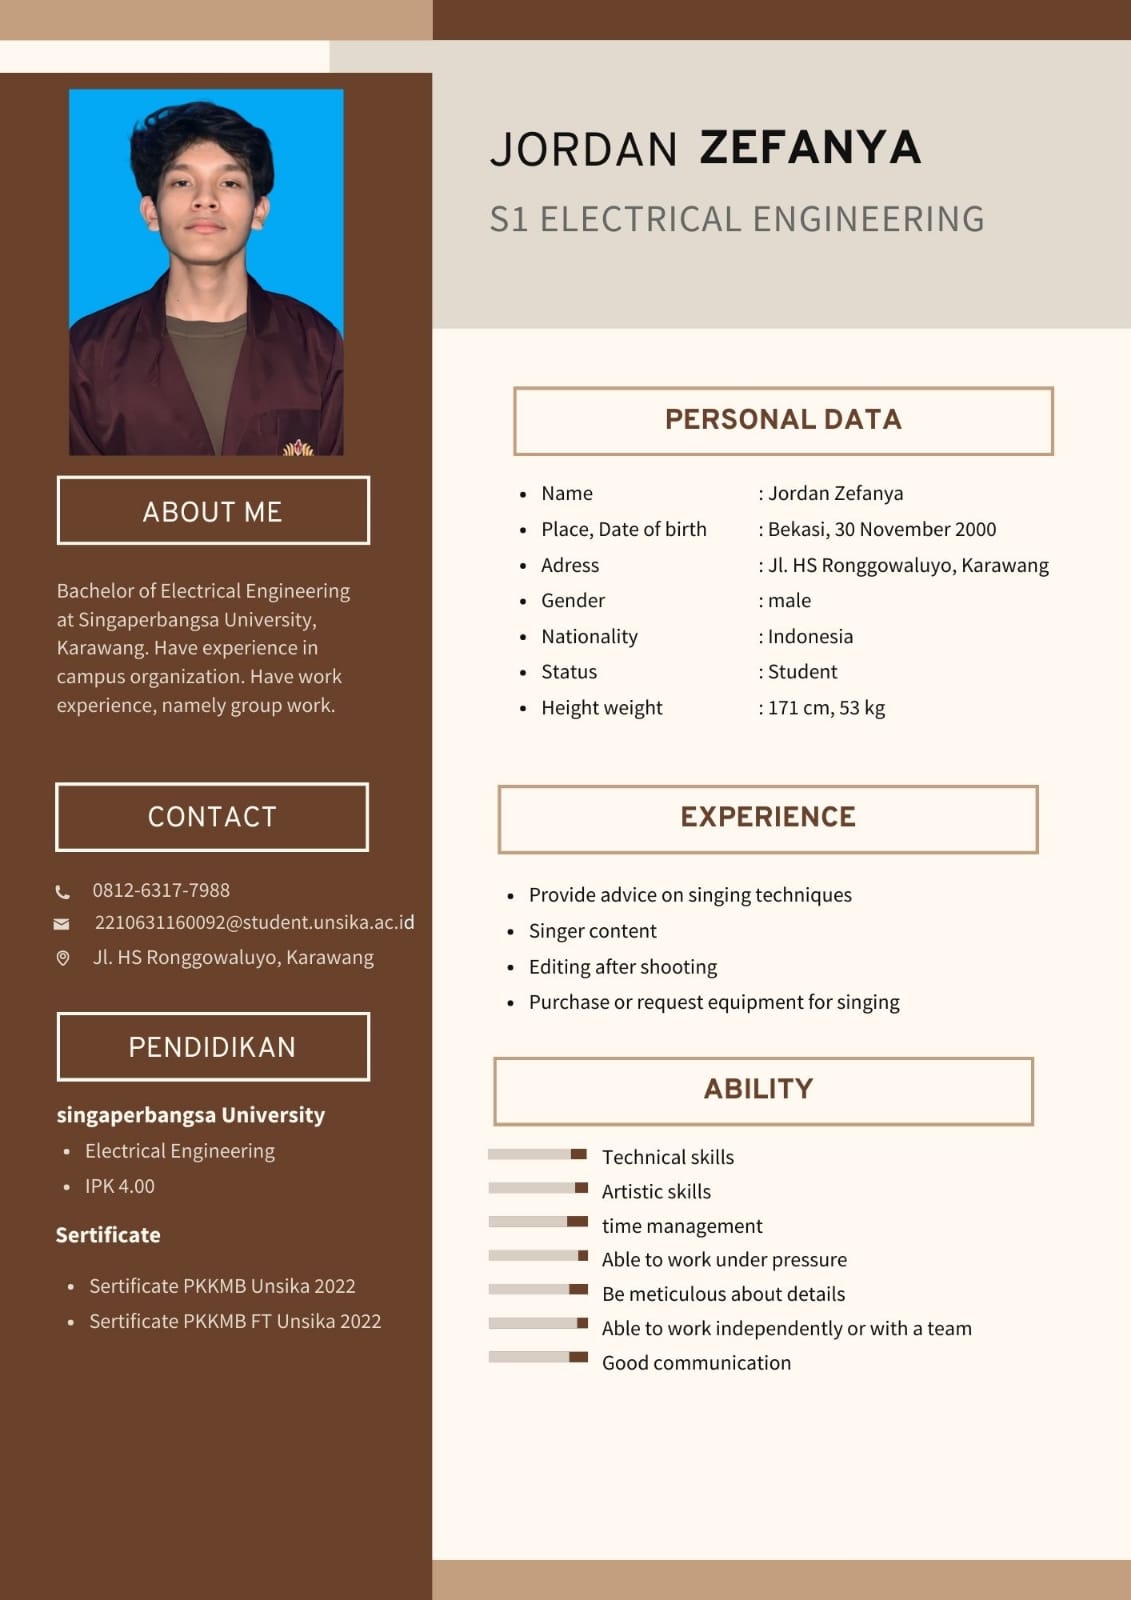 JORDAN ZEFANYA
S1 ELECTRICAL ENGINEERING
ABOUT ME
Bachelor of Electrical Engineering
at Singaperbangsa University,
Karawang. Have experience in
campus organization. Have work
experience, namely group work.
CONTACT
0812-6317-7988
2210631160092@student.unsika.ac.id
Jl. HS Ronggowaluyo, Karawang
PENDIDIKAN
singaperbangsa University
• Electrical Engineering
• IPK 4.00
Sertificate
• Sertificate PKKMB Unsika 2022
• Sertificate PKKMB FT Unsika 2022
PERSONAL DATA
• Name : Jordan Zefanya
• Place, Date of birth : Bekasi, 30 November 2000
• Adress : Jl. HS Ronggowaluyo, Karawang
• Gender : male
• Nationality : Indonesia
• Status : Student
• Height weight : 171 cm, 53 kg
EXPERIENCE
• Provide advice on singing techniques
• Singer content
• Editing after shooting
• Purchase or request equipment for singing
ABILITY
Technical skills
Artistic skills
time management
Able to work under pressure
Be meticulous about details
Able to work independently or with a team
Good communication